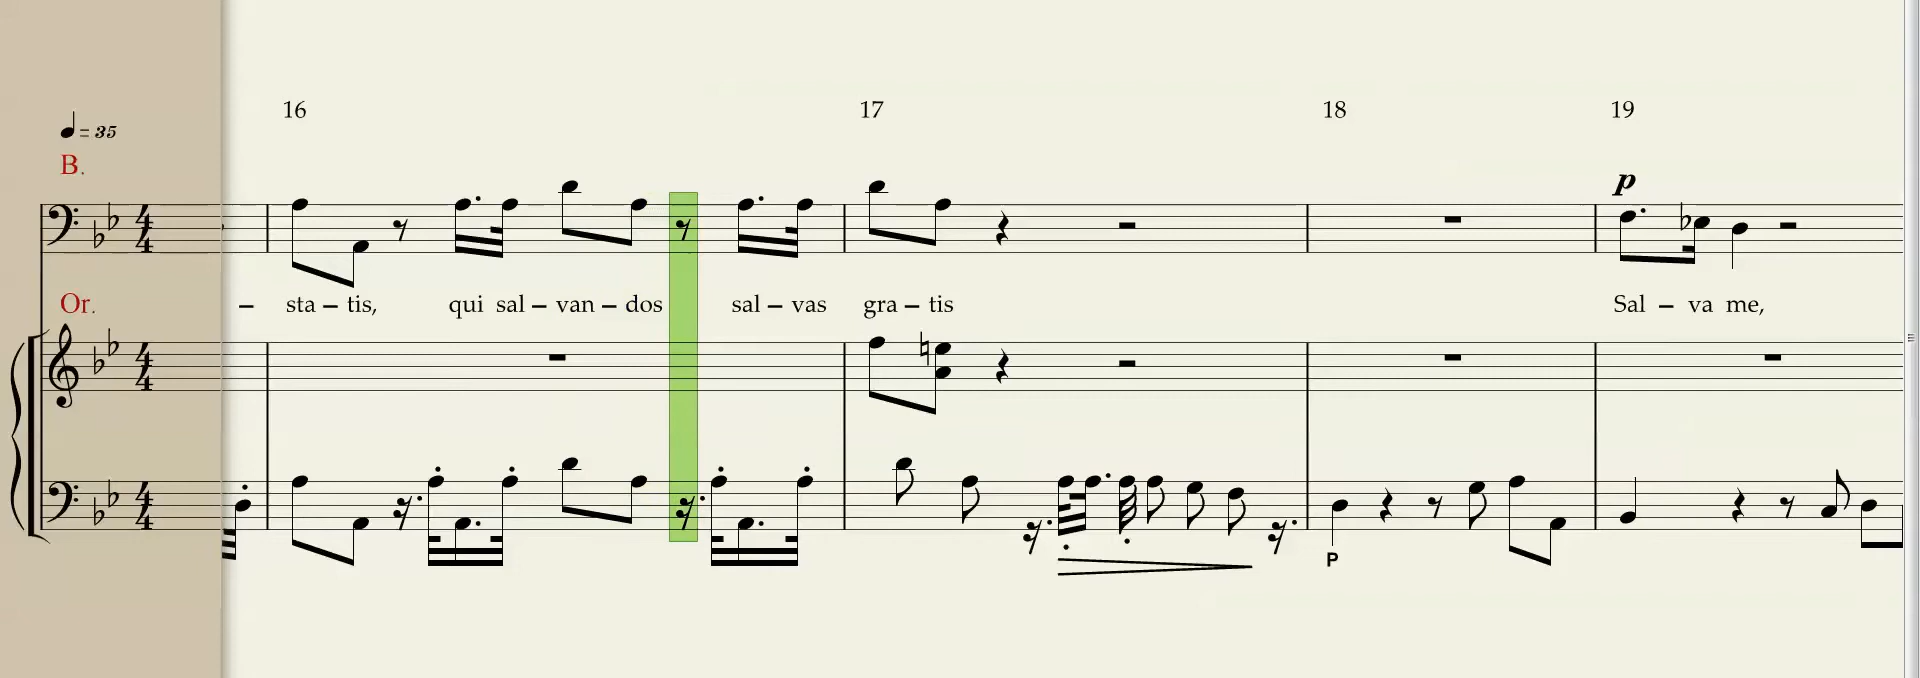 16 17 18 19
= 35
B.
p
Or. – sta – tis, qui sal – van – dos sal – vas gra – tis Sal – va me,
P